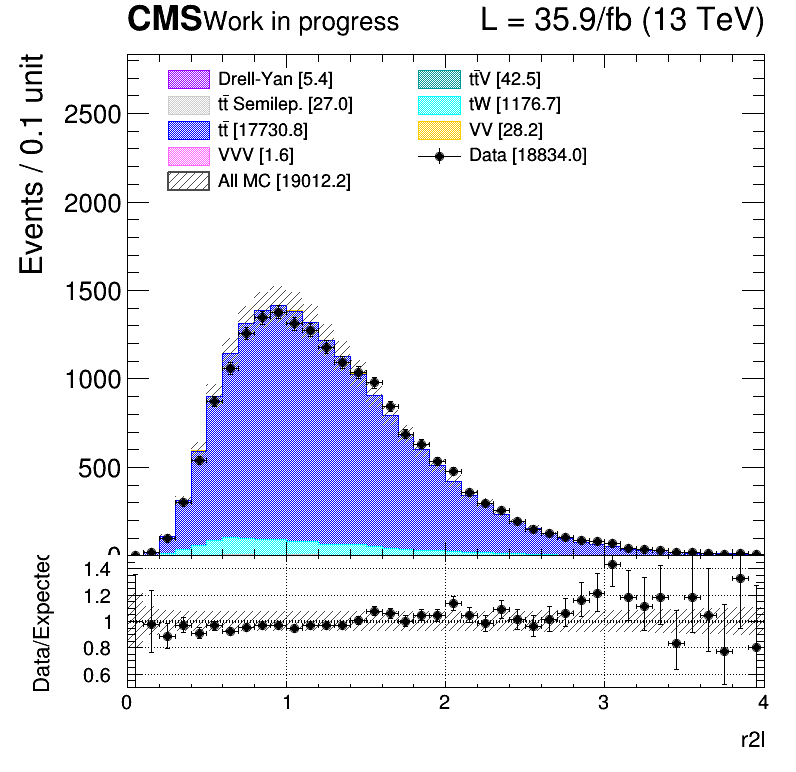 CMS Work in progress L = 35.9/fb (13 TeV)
Events / 0.1 unit
Drell-Yan [5.4]
tt̄ Semilep. [27.0]
tt̄ [17730.8]
VVV [1.6]
All MC [19012.2]
tt̄V [42.5]
tW [1176.7]
VV [28.2]
Data [18834.0]
2500
2000
1500
1000
500
0
Data/Expected
1.4
1.2
1
0.8
0.6
0 1 2 3 4
r2l